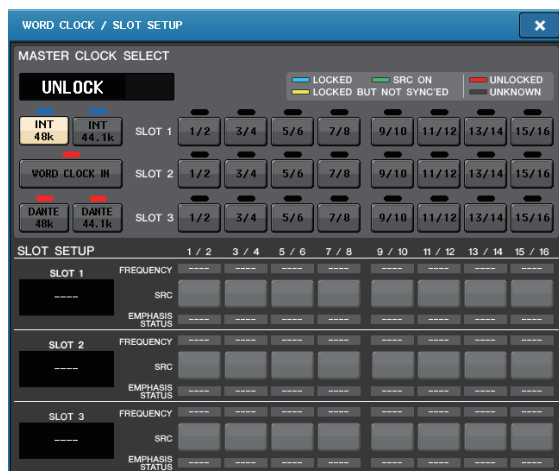 WORD CLOCK / SLOT SETUP ×
MASTER CLOCK SELECT
UNLOCK
LOCKED SRC ON UNLOCKED
LOCKED BUT NOT SYNC'ED UNKNOWN
INT 48k INT 44.1k SLOT 1 1/2 3/4 5/6 7/8 9/10 11/12 13/14 15/16
WORD CLOCK IN SLOT 2 1/2 3/4 5/6 7/8 9/10 11/12 13/14 15/16
DANTE 48k DANTE 44.1k SLOT 3 1/2 3/4 5/6 7/8 9/10 11/12 13/14 15/16
SLOT SETUP 1 / 2 3 / 4 5 / 6 7 / 8 9 / 10 11 / 12 13 / 14 15 / 16
SLOT 1 FREQUENCY ---- ---- ---- ---- ---- ---- ---- ----
---- SRC
EMPHASIS STATUS ---- ---- ---- ---- ---- ---- ---- ----
SLOT 2 FREQUENCY ---- ---- ---- ---- ---- ---- ---- ----
---- SRC
EMPHASIS STATUS ---- ---- ---- ---- ---- ---- ---- ----
SLOT 3 FREQUENCY ---- ---- ---- ---- ---- ---- ---- ----
---- SRC
EMPHASIS STATUS ---- ---- ---- ---- ---- ---- ---- ----